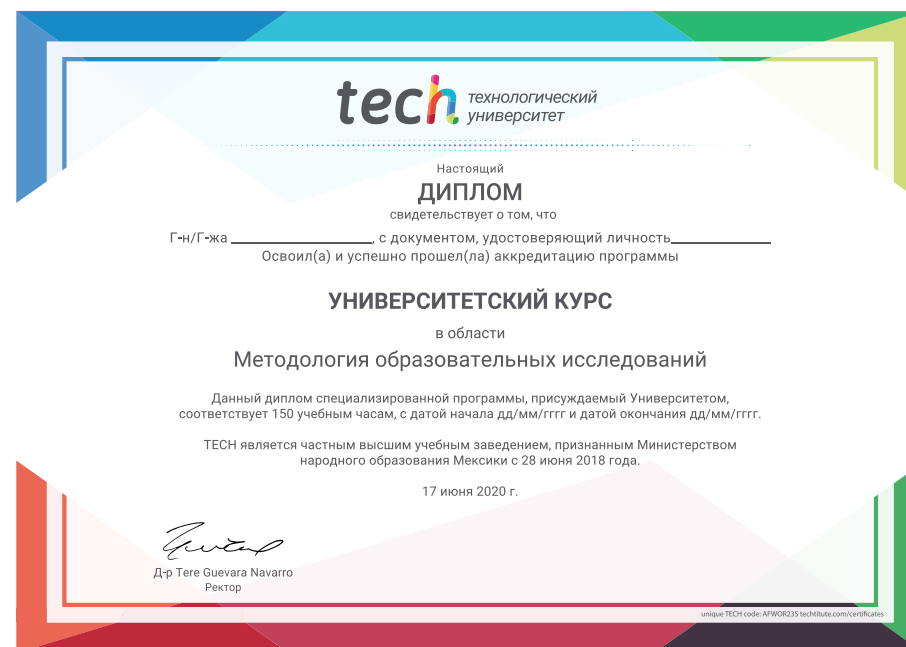 tech технологический
университет
Настоящий
ДИПЛОМ
свидетельствует о том, что
Г-н/Г-жа ________________, с документом, удостоверяющий личность____________
Освоил(а) и успешно прошел(ла) аккредитацию программы
УНИВЕРСИТЕТСКИЙ КУРС
в области
Методология образовательных исследований
Данный диплом специализированной программы, присуждаемый Университетом,
соответствует 150 учебным часам, с датой начала дд/мм/гггг и датой окончания дд/мм/гггг.
TECH является частным высшим учебным заведением, признанным Министерством
народного образования Мексики с 28 июня 2018 года.
17 июня 2020 г.
Д-р Tere Guevara Navarro
Ректор
unique TECH code: AFWOR23S techtitute.com/certificates